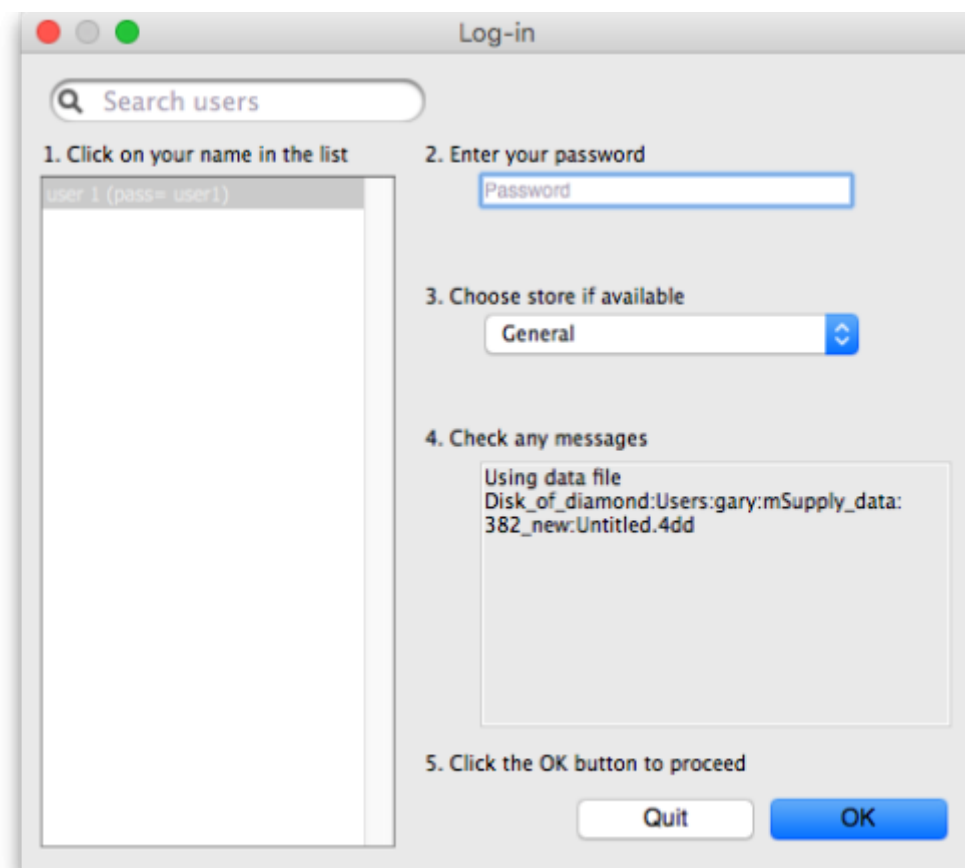 Log-in
Search users
1. Click on your name in the list
user 1 (pass= user1)
2. Enter your password
Password
3. Choose store if available
General
4. Check any messages
Using data file
Disk_of_diamond:Users:gary:mSupply_data:
382_new:Untitled.4dd
5. Click the OK button to proceed
Quit
OK